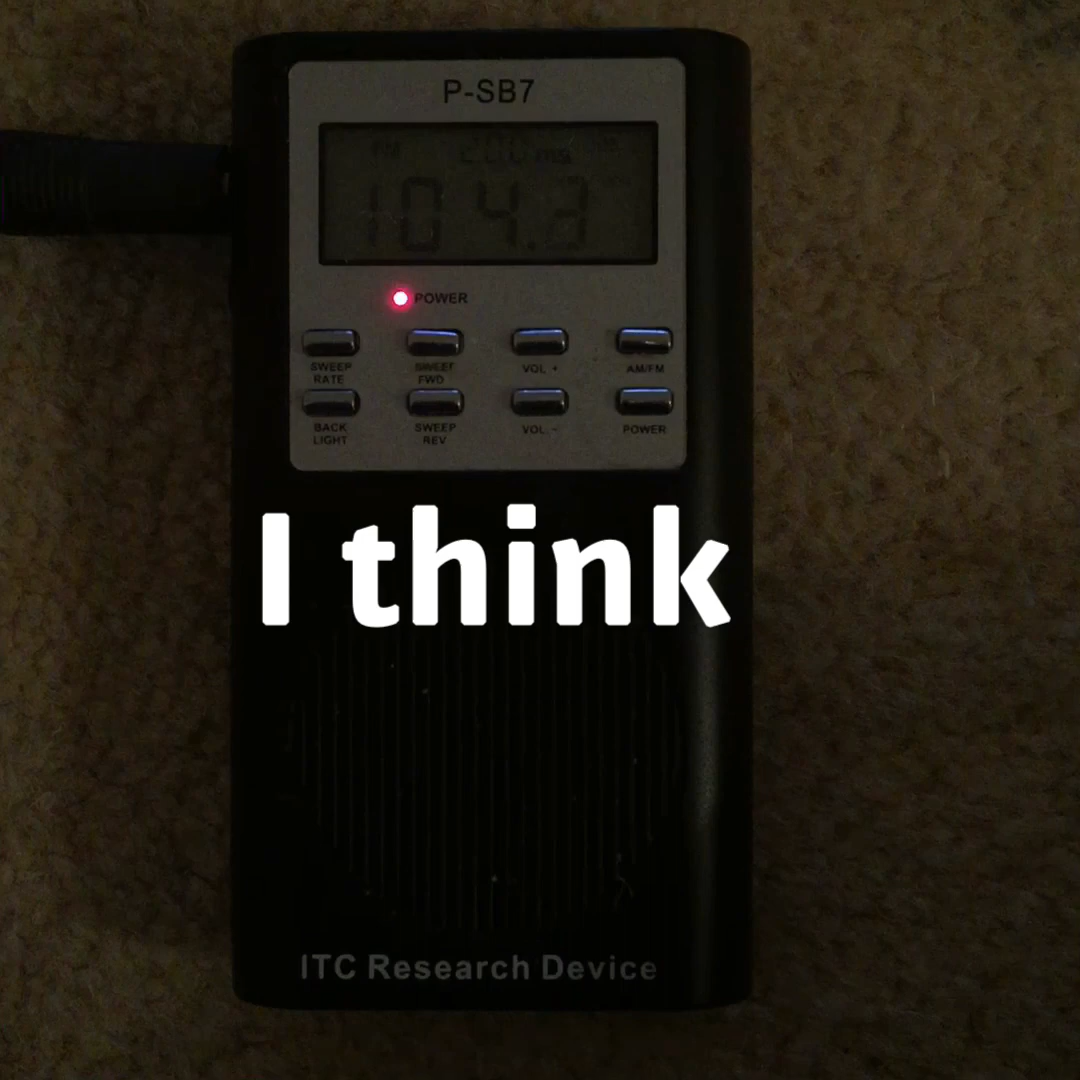 P-SB7
FM
104.
POWER
SWEEP RATE
SWEEP FWD
VOL +
AM/FM
BACK LIGHT
SWEEP REV
VOL -
POWER
I think
ITC Research Device